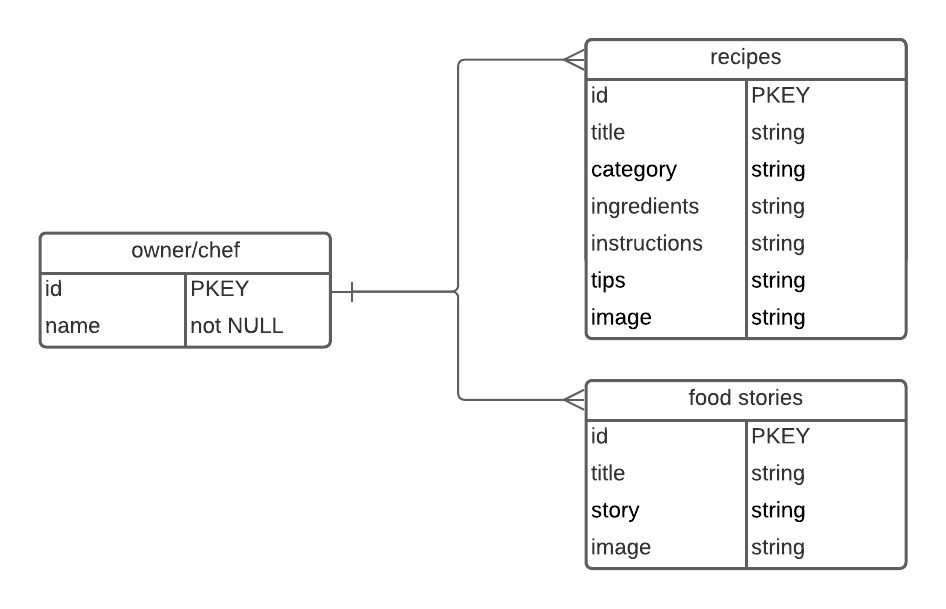 recipes
id PKEY
title string
category string
ingredients string
instructions string
tips string
image string
owner/chef
id PKEY
name not NULL
food stories
id PKEY
title string
story string
image string